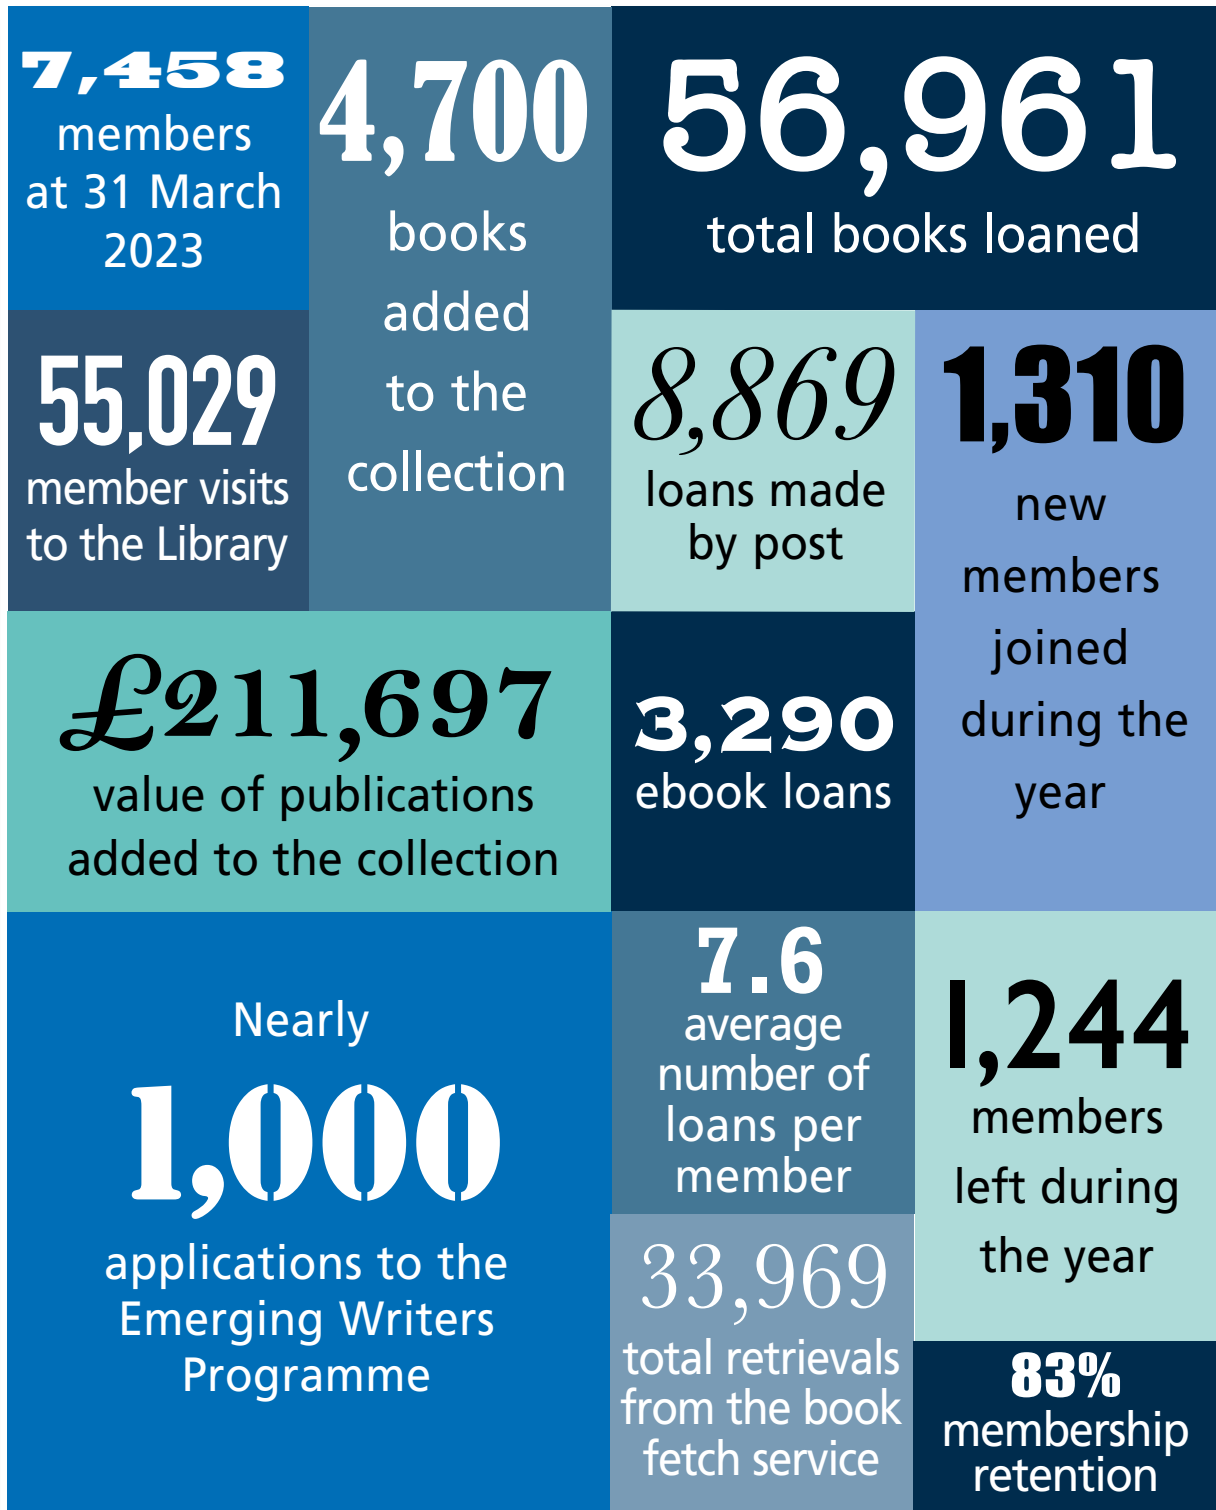 7,458
members
at 31 March
2023
4,700
books
added
to the
collection
56,961
total books loaned
55,029
member visits
to the Library
8,869
loans made
by post
1,310
new
members
joined
during the
year
£211,697
value of publications
added to the collection
3,290
ebook loans
Nearly
1,000
applications to the
Emerging Writers
Programme
7.6
average
number of
loans per
member
1,244
members
left during
the year
33,969
total retrievals
from the book
fetch service
83%
membership
retention